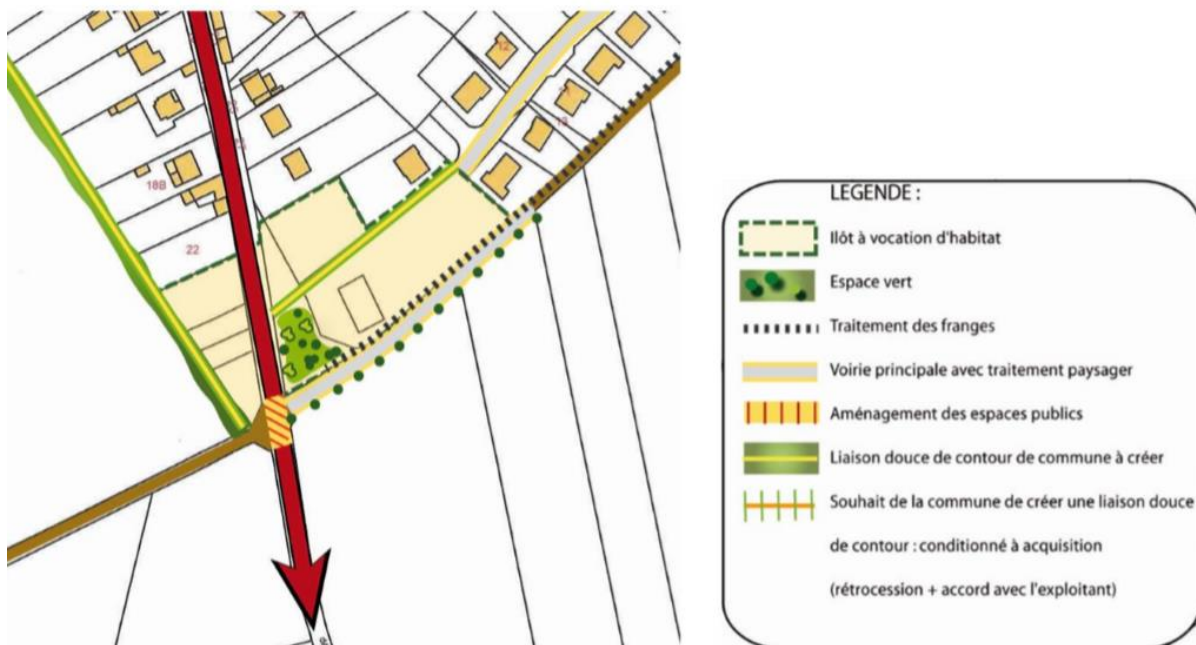 12
13
18B
22
LEGENDE :
Ilôt à vocation d'habitat
Espace vert
Traitement des franges
Voirie principale avec traitement paysager
Aménagement des espaces publics
Liaison douce de contour de commune à créer
Souhait de la commune de créer une liaison douce
de contour : conditionné à acquisition
(rétrocession + accord avec l'exploitant)